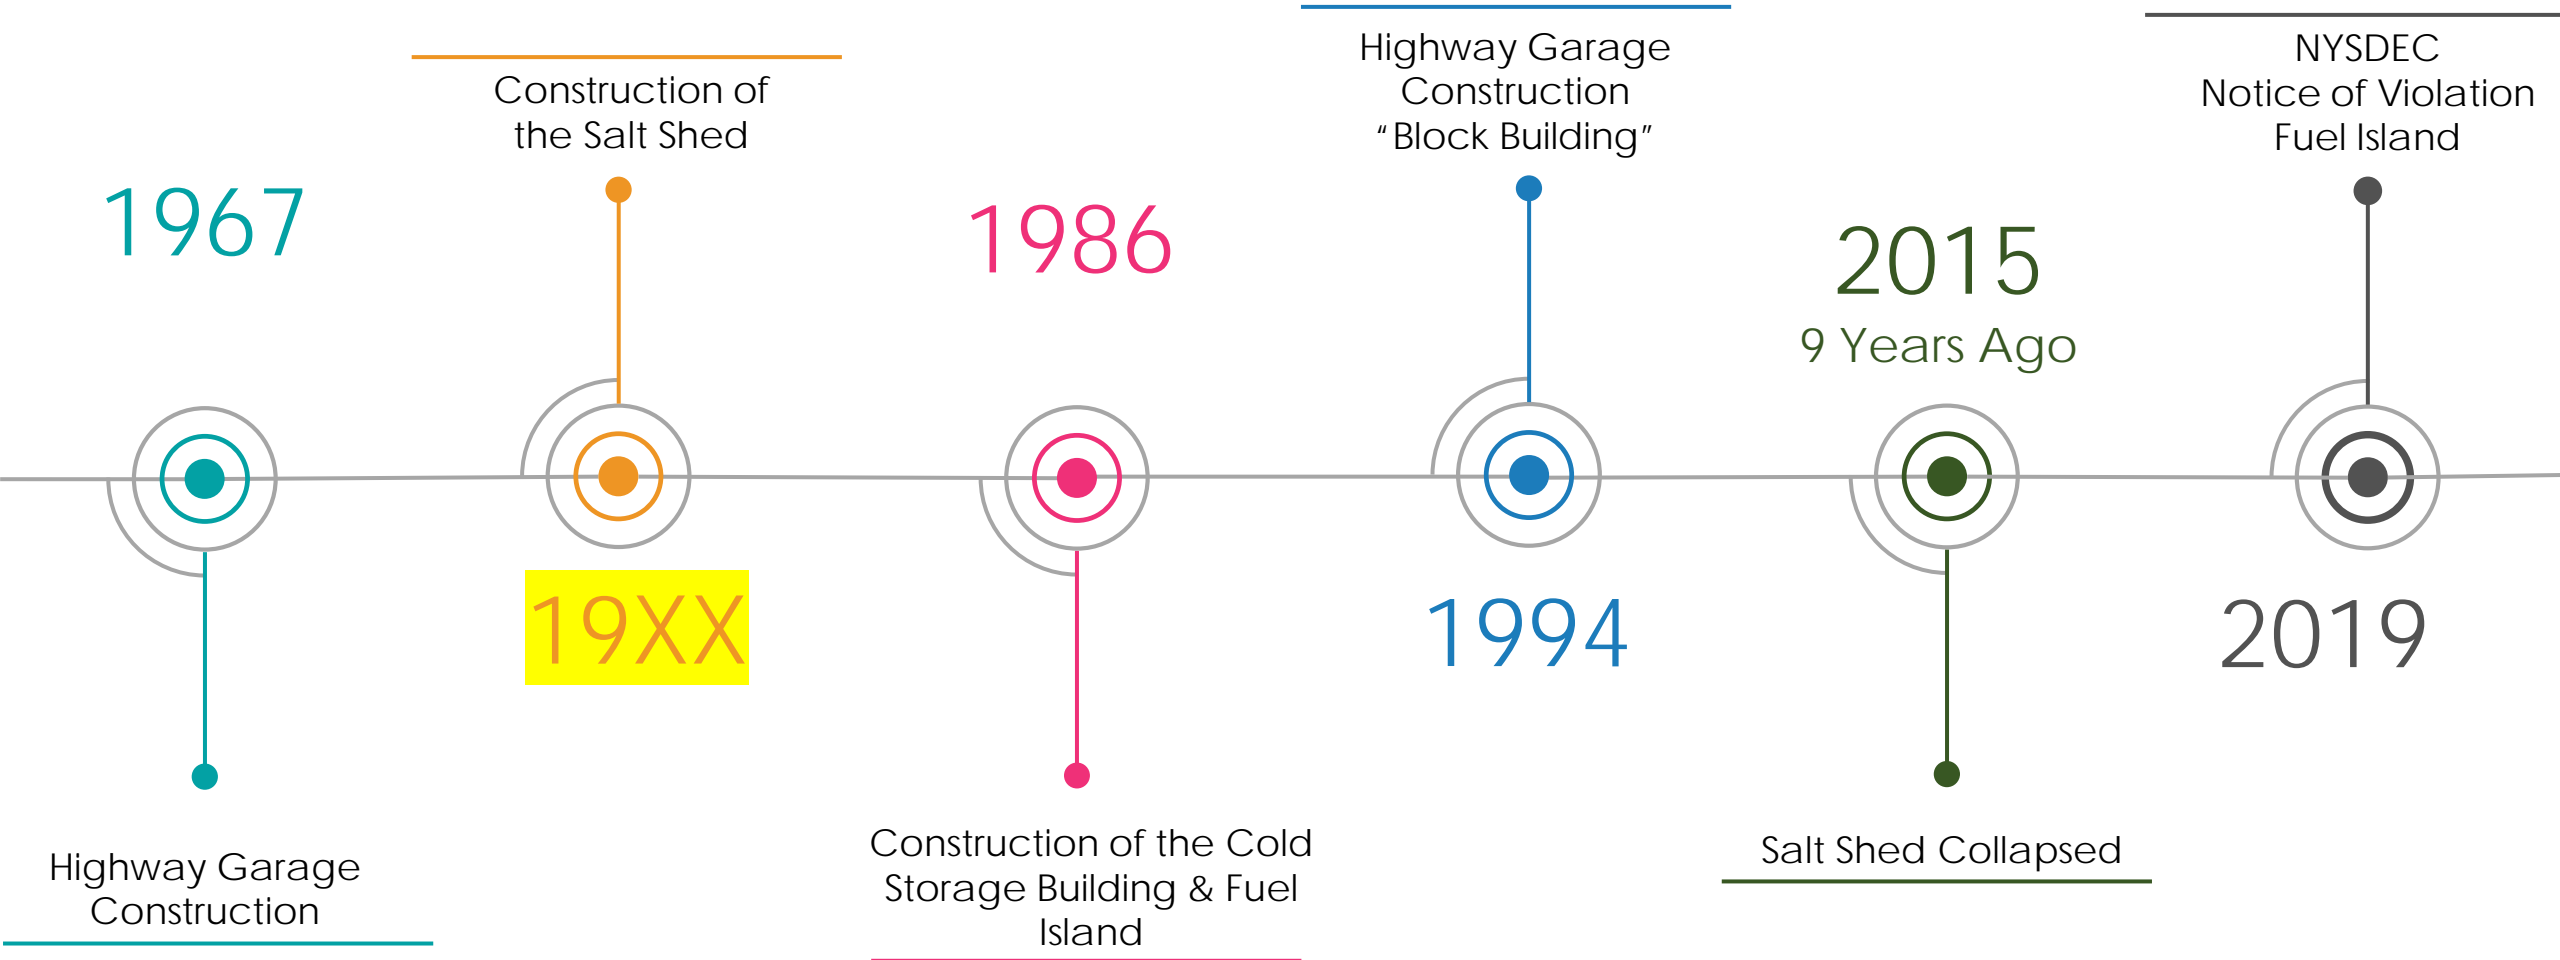 1967
Highway Garage
Construction
Construction of
the Salt Shed
19XX
1986
Construction of the Cold
Storage Building & Fuel
Island
Highway Garage
Construction
“Block Building”
1994
2015
9 Years Ago
Salt Shed Collapsed
NYSDEC
Notice of Violation
Fuel Island
2019